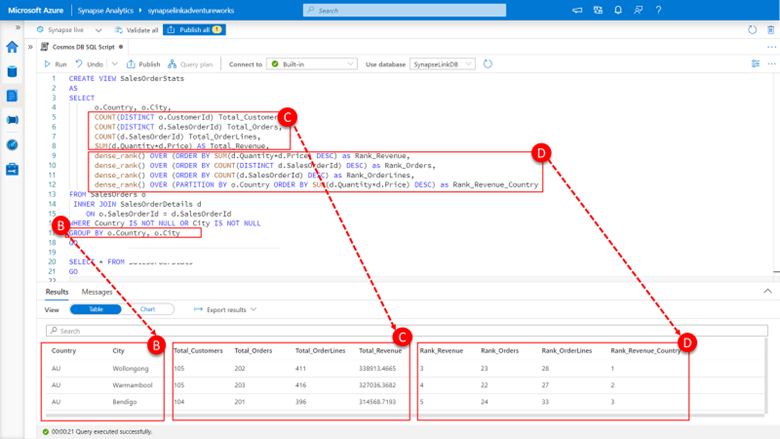 Microsoft Azure | Synapse Analytics ▸ synapselinkadventureworks
Search
Synapse live
Validate all
Publish all 1
Cosmos DB SQL Script
Run Undo Publish Query plan Connect to Built-in Use database SynapseLinkDB
1 CREATE VIEW SalesOrderStats
2 AS
3 SELECT
4 o.Country, o.City,
5 COUNT(DISTINCT o.CustomerId) Total_Customer
C
6 COUNT(DISTINCT d.SalesOrderId) Total_Orders,
7 COUNT(d.SalesOrderId) Total_OrderLines,
8 SUM(d.Quantity*d.Price) AS Total_Revenue,
D
9 dense_rank() OVER (ORDER BY SUM(d.Quantity*d.Price) DESC) as Rank_Revenue,
10 dense_rank() OVER (ORDER BY COUNT(DISTINCT d.SalesOrderId) DESC) as Rank_Orders,
11 dense_rank() OVER (ORDER BY COUNT(d.SalesOrderId) DESC) as Rank_OrderLines,
12 dense_rank() OVER (PARTITION BY o.Country ORDER BY SUM(d.Quantity*d.Price) DESC) as Rank_Revenue_Country
13 FROM SalesOrders o
14 INNER JOIN SalesOrderDetails d
15 ON o.SalesOrderId = d.SalesOrderId
B
WHERE Country IS NOT NULL OR City IS NOT NULL
GROUP BY o.Country, o.City
GO
20 SELECT * FROM SalesOrderStats
21 GO
22
Results Messages
View Table Chart Export results
Search
B C D
Country City Total_Customers Total_Orders Total_OrderLines Total_Revenue Rank_Revenue Rank_Orders Rank_OrderLines Rank_Revenue_Country
AU Wollongong 105 202 411 338913.4665 3 23 28 1
AU Warrnambool 105 203 416 327036.3682 4 22 27 2
AU Bendigo 104 201 396 314568.7193 5 24 33 3
00:00:21 Query executed successfully.